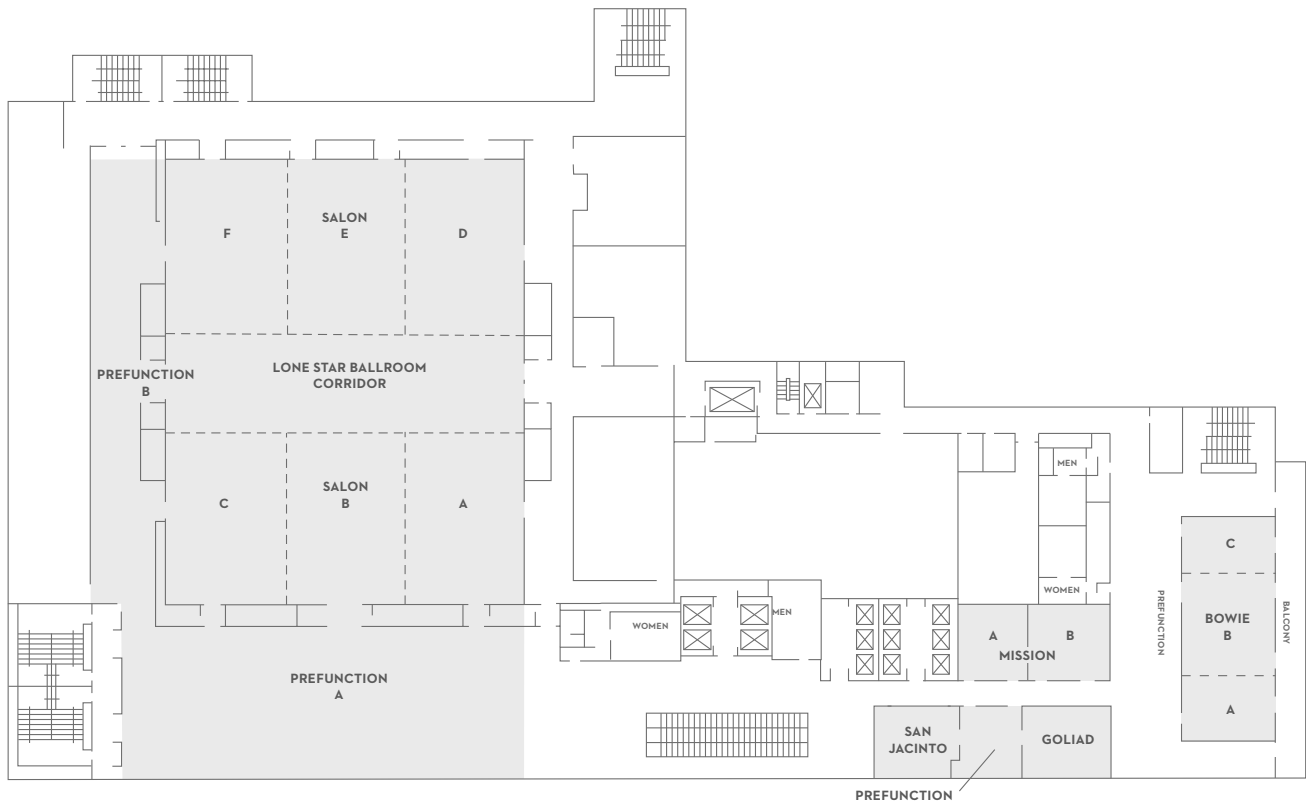 SALON
E
F
D
PREFUNCTION
B
LONE STAR BALLROOM
CORRIDOR
SALON
B
C
A
PREFUNCTION
A
WOMEN
MEN
MEN
WOMEN
A
B
MISSION
SAN
JACINTO
GOLIAD
PREFUNCTION
PREFUNCTION
C
BOWIE
B
A
BALCONY